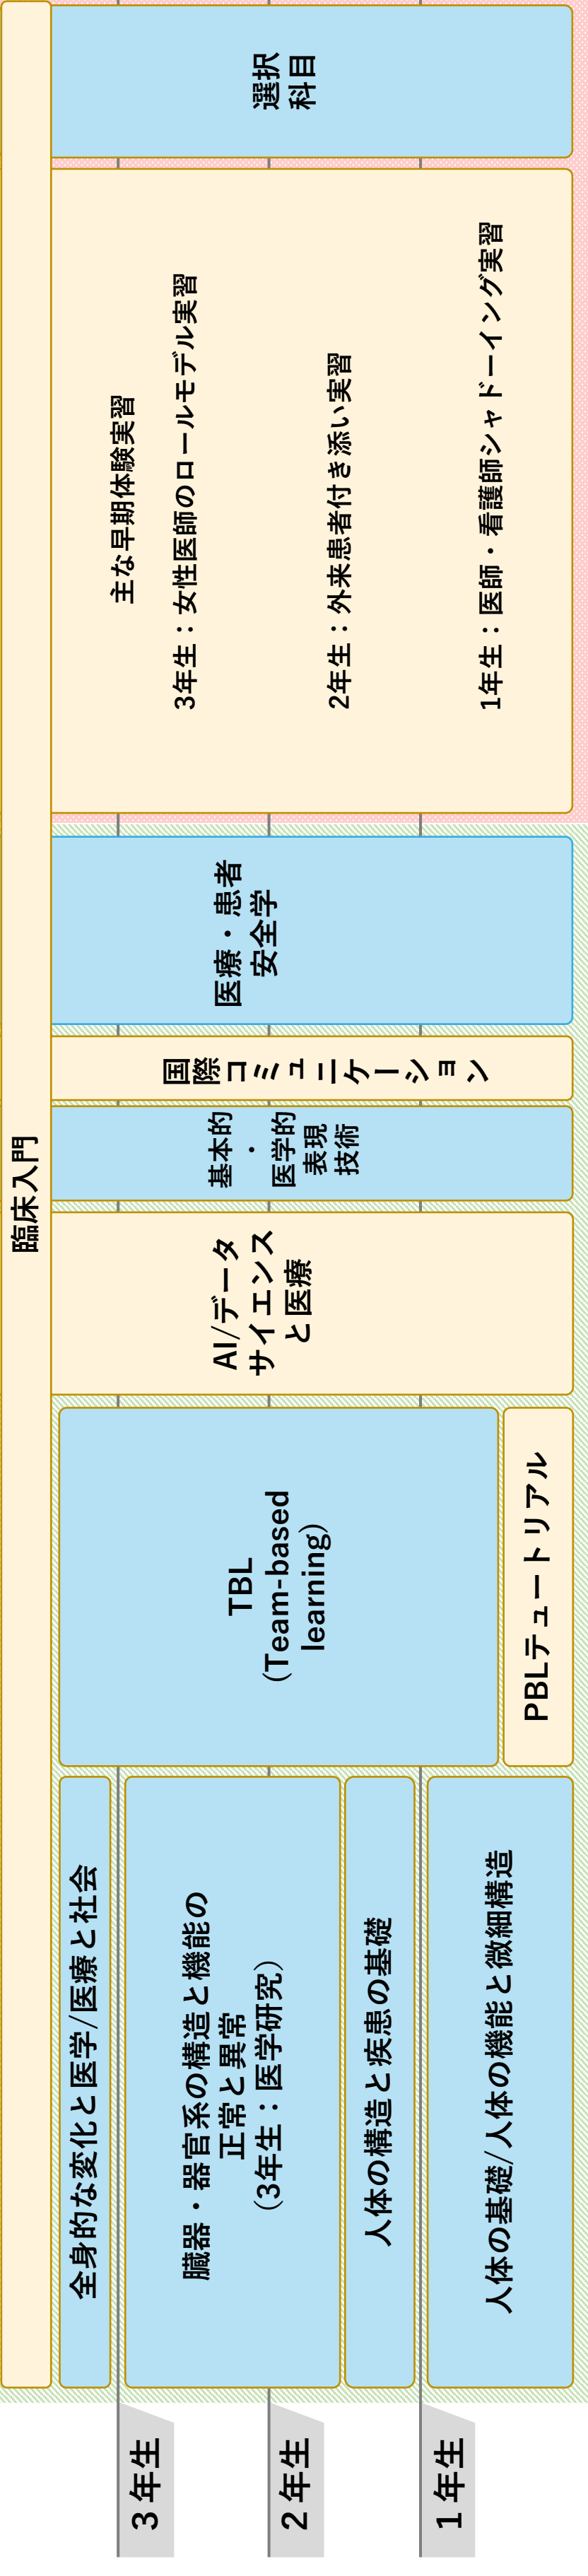 臨床入門
3年生
2年生
1年生
全身的な変化と医学/医療と社会
臓器・器官系の構造と機能の
正常と異常
（3年生：医学研究）
人体の構造と疾患の基礎
人体の基礎/人体の機能と微細構造
TBL
（Team-based
learning）
PBLテュートリアル
AI/データ
サイエンス
と医療
基本的
・
医学的
表現
技術
国際コミュニケーション
医療・患者
安全学
主な早期体験実習
3年生：女性医師のロールモデル実習
2年生：外来患者付き添い実習
1年生：医師・看護師シャドーイング実習
選択
科目